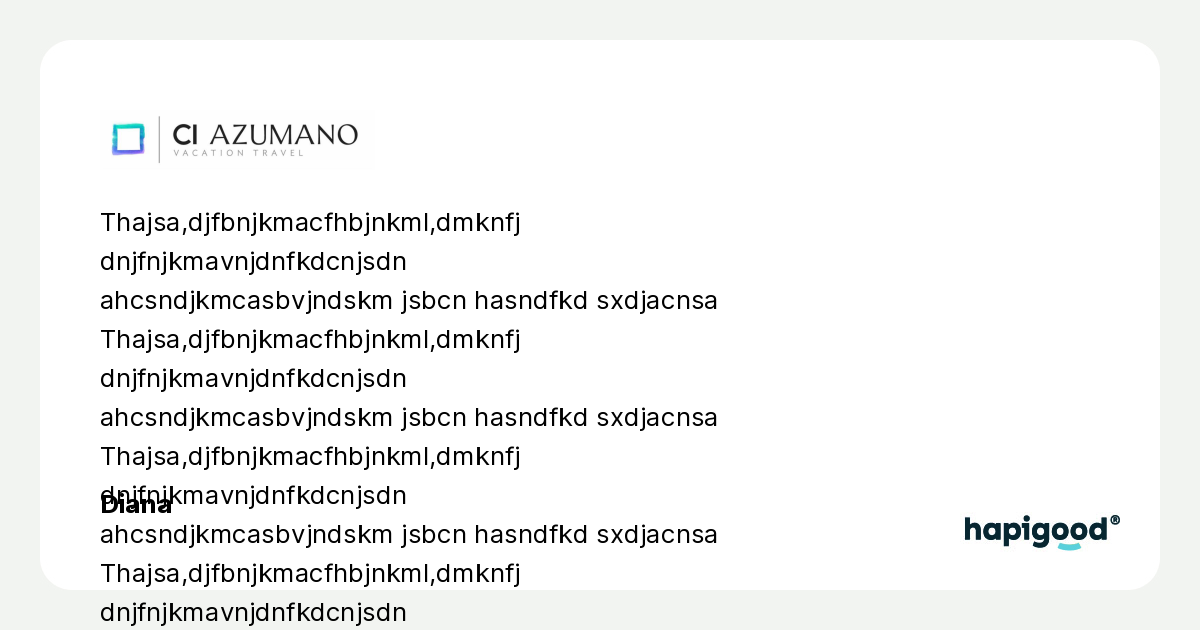 CI AZUMANO
VACATION TRAVEL
Thajsa,djfbnjkmacfhbjnkml,dmknfj
dnjfnjkmavnjdnfkdcnjsdn
ahcsndjkmcasbvjndskm jsbcn hasndfkd sxdjacnsa
Thajsa,djfbnjkmacfhbjnkml,dmknfj
dnjfnjkmavnjdnfkdcnjsdn
ahcsndjkmcasbvjndskm jsbcn hasndfkd sxdjacnsa
Thajsa,djfbnjkmacfhbjnkml,dmknfj
dnjfnjkmavnjdnfkdcnjsdn
Diana
ahcsndjkmcasbvjndskm jsbcn hasndfkd sxdjacnsa
hapigood®
Thajsa,djfbnjkmacfhbjnkml,dmknfj
dnjfnjkmavnjdnfkdcnjsdn